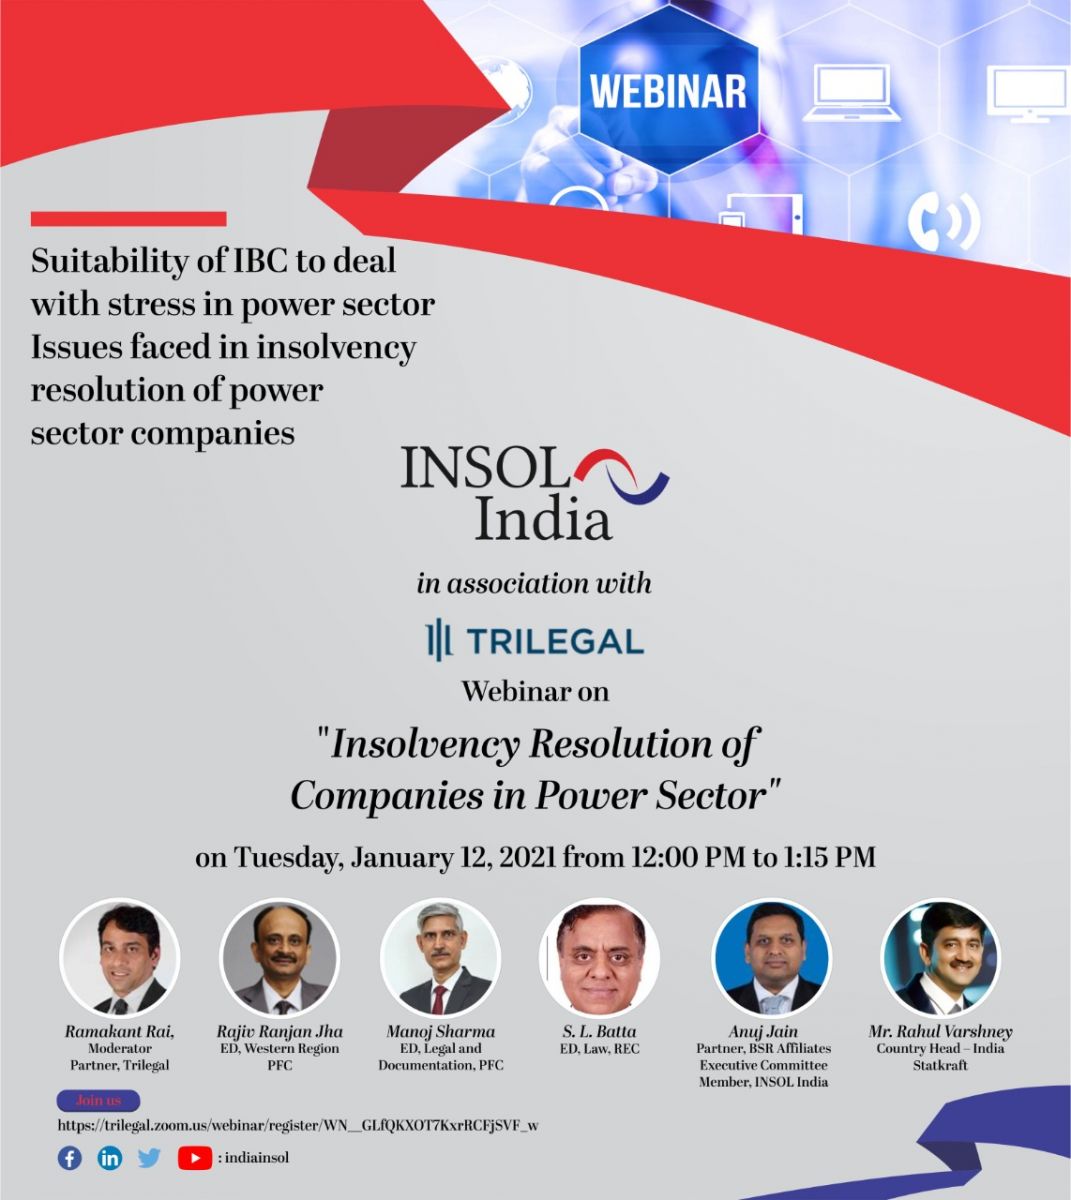 WEBINAR
Suitability of IBC to deal
with stress in power sector
Issues faced in insolvency
resolution of power
sector companies
INSOL
India
in association with
TRILEGAL
Webinar on
"Insolvency Resolution of
Companies in Power Sector"
on Tuesday, January 12, 2021 from 12:00 PM to 1:15 PM
Ramakant Rai,
Moderator
Partner, Trilegal
Rajiv Ranjan Jha
ED, Western Region
PFC
Manoj Sharma
ED, Legal and
Documentation, PFC
S. L. Batta
ED, Law, REC
Anuj Jain
Partner, BSR Affiliates
Executive Committee
Member, INSOL India
Mr. Rahul Varshney
Country Head – India
Statkraft
Join us
https://trilegal.zoom.us/webinar/register/WN__GLfQKXOT7KxrRCFjSVF_w
: indiainsol